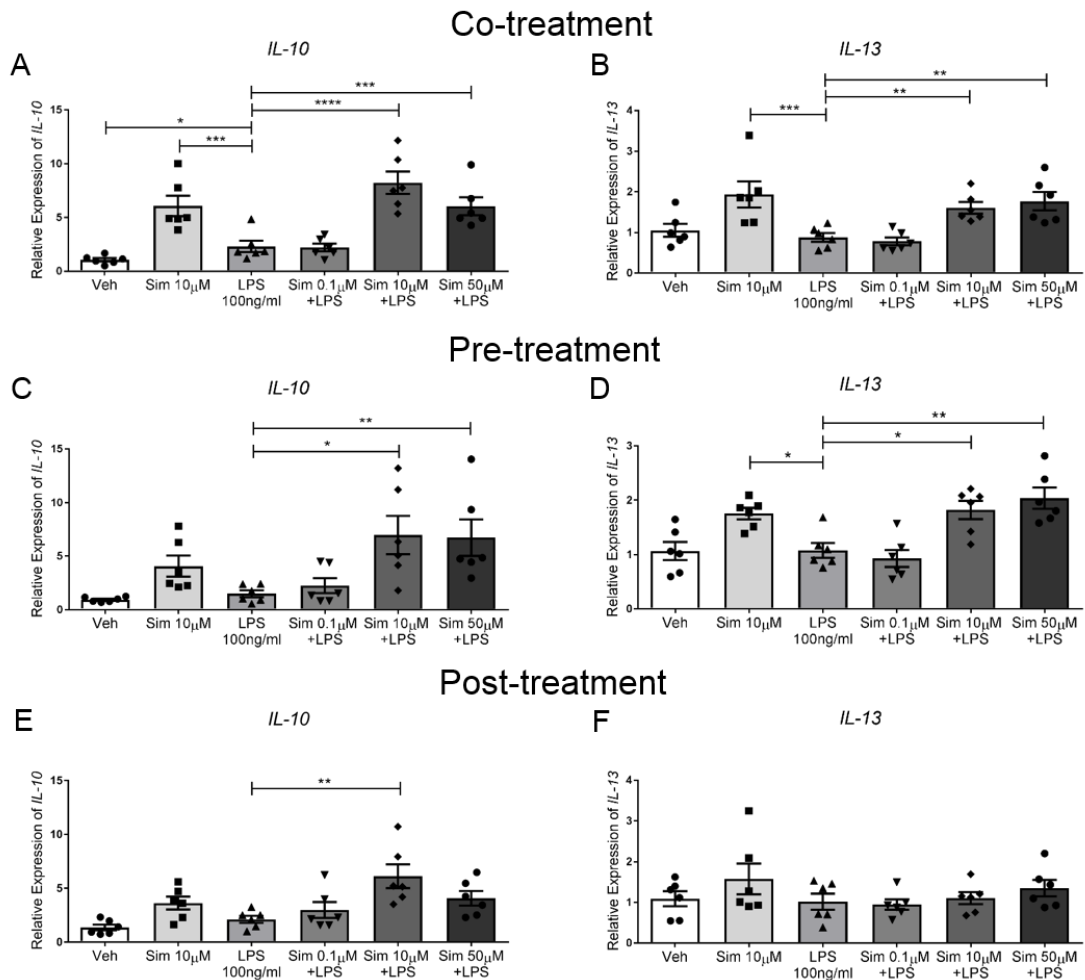 Co-treatment
A
IL-10
Relative Expression of IL-10
15
10
5
0
*
***
****
***
Veh
Sim 10µM
LPS
100ng/ml
Sim 0.1µM
+LPS
Sim 10µM
+LPS
Sim 50µM
+LPS
B
IL-13
Relative Expression of IL-13
4
3
2
1
0
***
**
**
Veh
Sim 10µM
LPS
100ng/ml
Sim 0.1µM
+LPS
Sim 10µM
+LPS
Sim 50µM
+LPS
Pre-treatment
C
IL-10
Relative Expression of IL-10
15
10
5
0
**
*
Veh
Sim 10µM
LPS
100ng/ml
Sim 0.1µM
+LPS
Sim 10µM
+LPS
Sim 50µM
+LPS
D
IL-13
Relative Expression of IL-13
3
2
1
0
**
*
*
Veh
Sim 10µM
LPS
100ng/ml
Sim 0.1µM
+LPS
Sim 10µM
+LPS
Sim 50µM
+LPS
Post-treatment
E
IL-10
Relative Expression of IL-10
15
10
5
0
**
Veh
Sim 10µM
LPS
100ng/ml
Sim 0.1µM
+LPS
Sim 10µM
+LPS
Sim 50µM
+LPS
F
IL-13
Relative Expression of IL-13
4
3
2
1
0
Veh
Sim 10µM
LPS
100ng/ml
Sim 0.1µM
+LPS
Sim 10µM
+LPS
Sim 50µM
+LPS